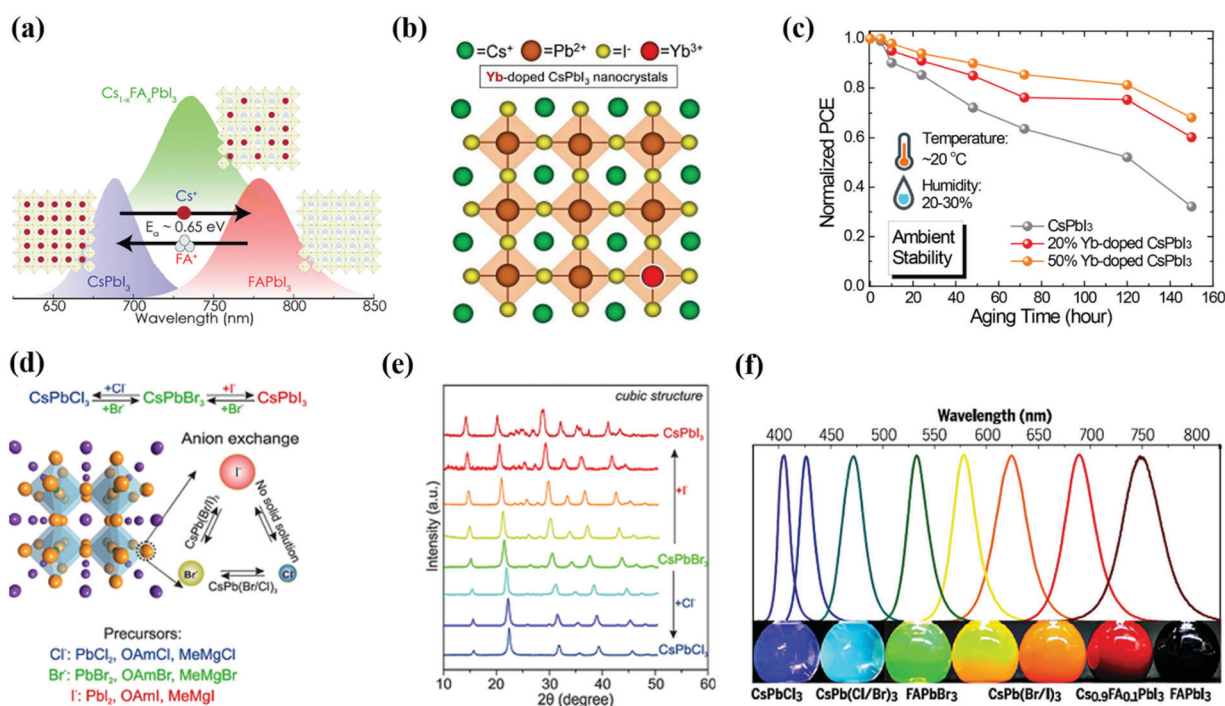 (a)
Cs1-xFAxPbI3
Cs+
Ea ~ 0.65 eV
FA+
CsPbI3
FAPbI3
650 700 750 800 850
Wavelength (nm)
(b)
=Cs+ =Pb2+ =I- =Yb3+
Yb-doped CsPbI3 nanocrystals
(c)
Normalized PCE
1.0
0.8
0.6
0.4
0.2
0.0
Temperature:
~20 °C
Humidity:
20-30%
Ambient
Stability
CsPbI3
20% Yb-doped CsPbI3
50% Yb-doped CsPbI3
0 20 40 60 80 100 120 140 160
Aging Time (hour)
(d)
CsPbCl3 +Cl- +Br- CsPbBr3 +I- +Br- CsPbI3
Anion exchange
I-
CsPb(Br/I)3
No solid solution
Br-
Cl-
CsPb(Br/Cl)3
Precursors:
Cl-: PbCl2, OAmCl, MeMgCl
Br-: PbBr2, OAmBr, MeMgBr
I-: PbI2, OAmI, MeMgI
(e)
cubic structure
CsPbI3
+I-
CsPbBr3
+Cl-
CsPbCl3
Intensity (a.u.)
10 20 30 40 50 60
2θ (degree)
(f)
Wavelength (nm)
400 450 500 550 600 650 700 750 800
CsPbCl3 CsPb(Cl/Br)3 FAPbBr3 CsPb(Br/I)3 Cs0.9FA0.1PbI3 FAPbI3